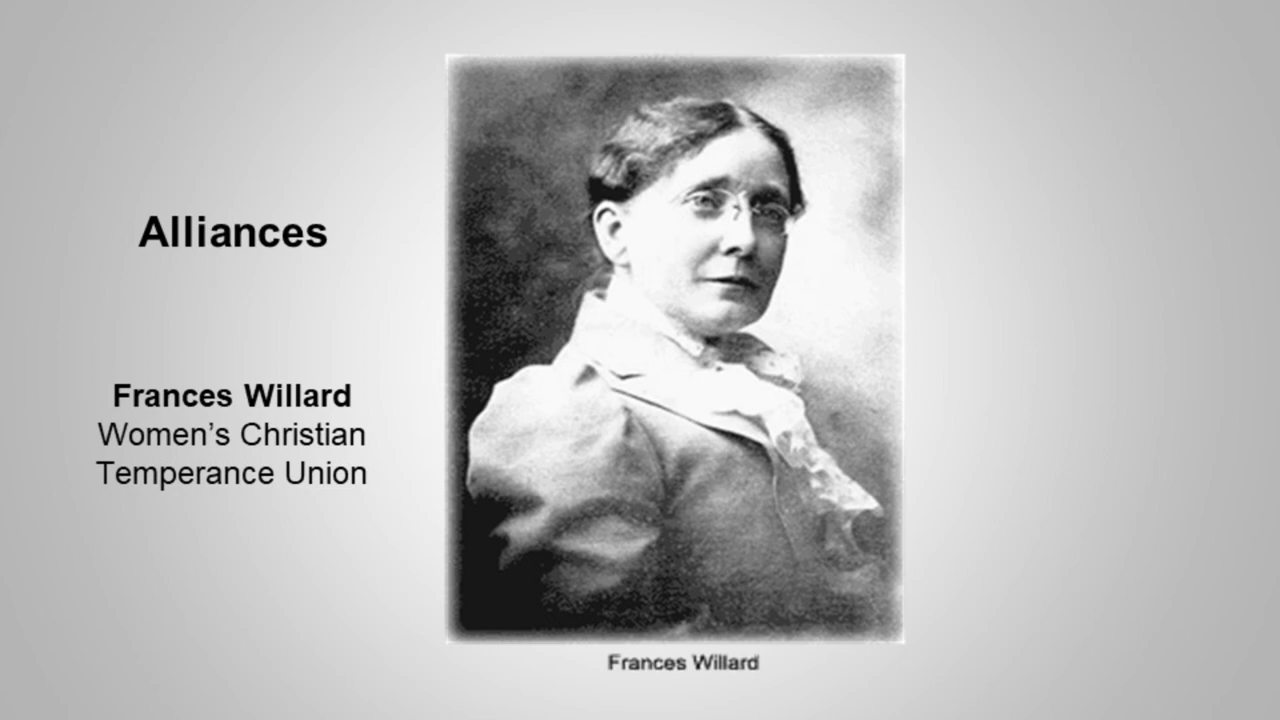 Alliances
Frances Willard
Women’s Christian
Temperance Union
Frances Willard